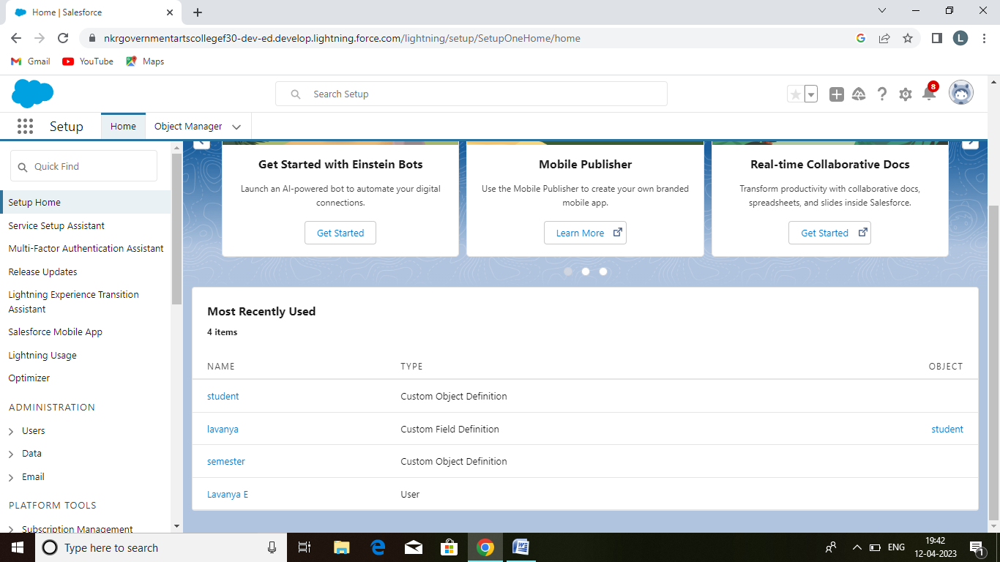 Home | Salesforce
nkrgovernmentartscollegef30-dev-ed.develop.lightning.force.com/lightning/setup/SetupOneHome/home
L
Gmail YouTube Maps
Search Setup
8
Setup Home Object Manager
Quick Find
Setup Home
Service Setup Assistant
Multi-Factor Authentication Assistant
Release Updates
Lightning Experience Transition
Assistant
Salesforce Mobile App
Lightning Usage
Optimizer
ADMINISTRATION
Users
Data
Email
PLATFORM TOOLS
Subscription Management
Get Started with Einstein Bots
Launch an AI-powered bot to automate your digital
connections.
Get Started
Mobile Publisher
Use the Mobile Publisher to create your own branded
mobile app.
Learn More
Real-time Collaborative Docs
Transform productivity with collaborative docs,
spreadsheets, and slides inside Salesforce.
Get Started
Most Recently Used
4 items
NAME TYPE OBJECT
student Custom Object Definition
lavanya Custom Field Definition student
semester Custom Object Definition
Lavanya E User
Type here to search
ENG
19:42
12-04-2023
1